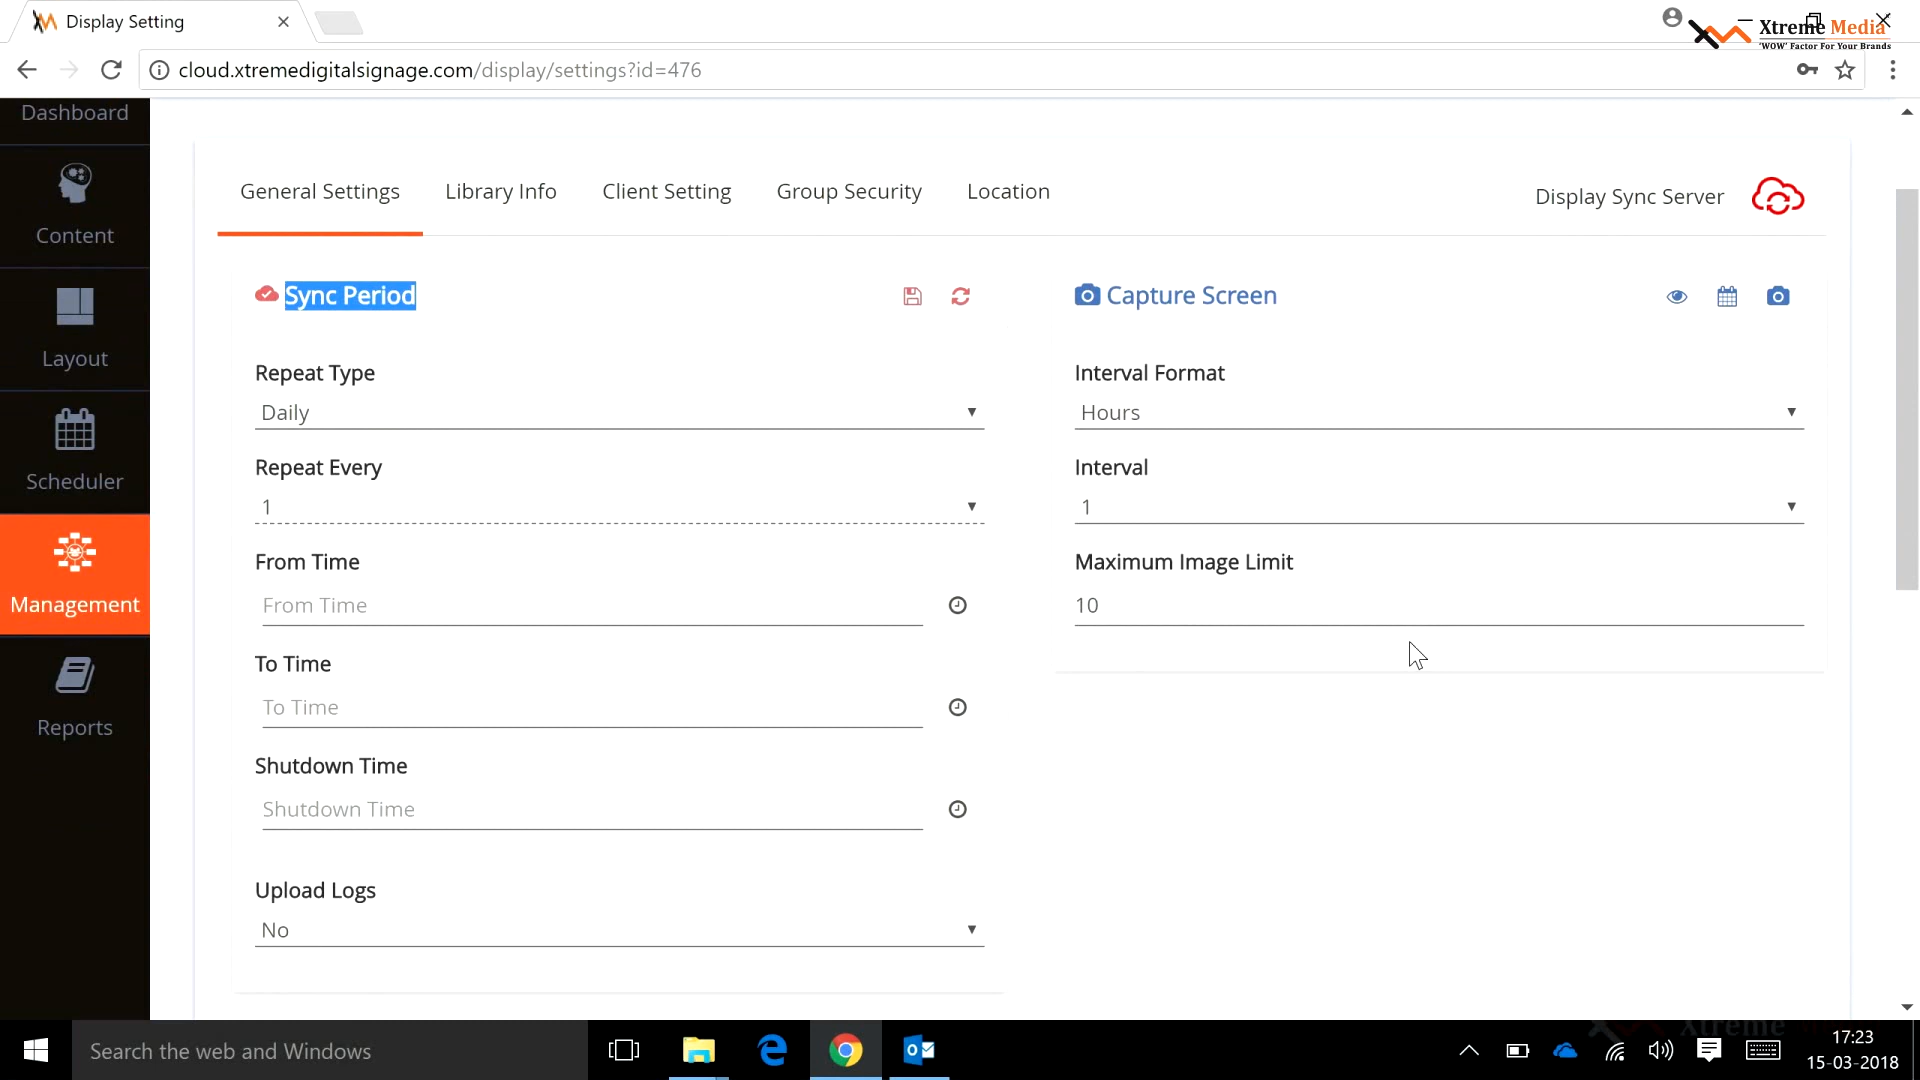 Display Setting
Xtreme Media
'WOW' Factor For Your Brands
cloud.xtremedigitalsignage.com/display/settings?id=476
Dashboard
Content
Layout
Scheduler
Management
Reports
General Settings Library Info Client Setting Group Security Location
Display Sync Server
Sync Period
Repeat Type
Daily
Repeat Every
1
From Time
From Time
To Time
To Time
Shutdown Time
Shutdown Time
Upload Logs
No
Capture Screen
Interval Format
Hours
Interval
1
Maximum Image Limit
10
Xtreme
Search the web and Windows
17:23
15-03-2018